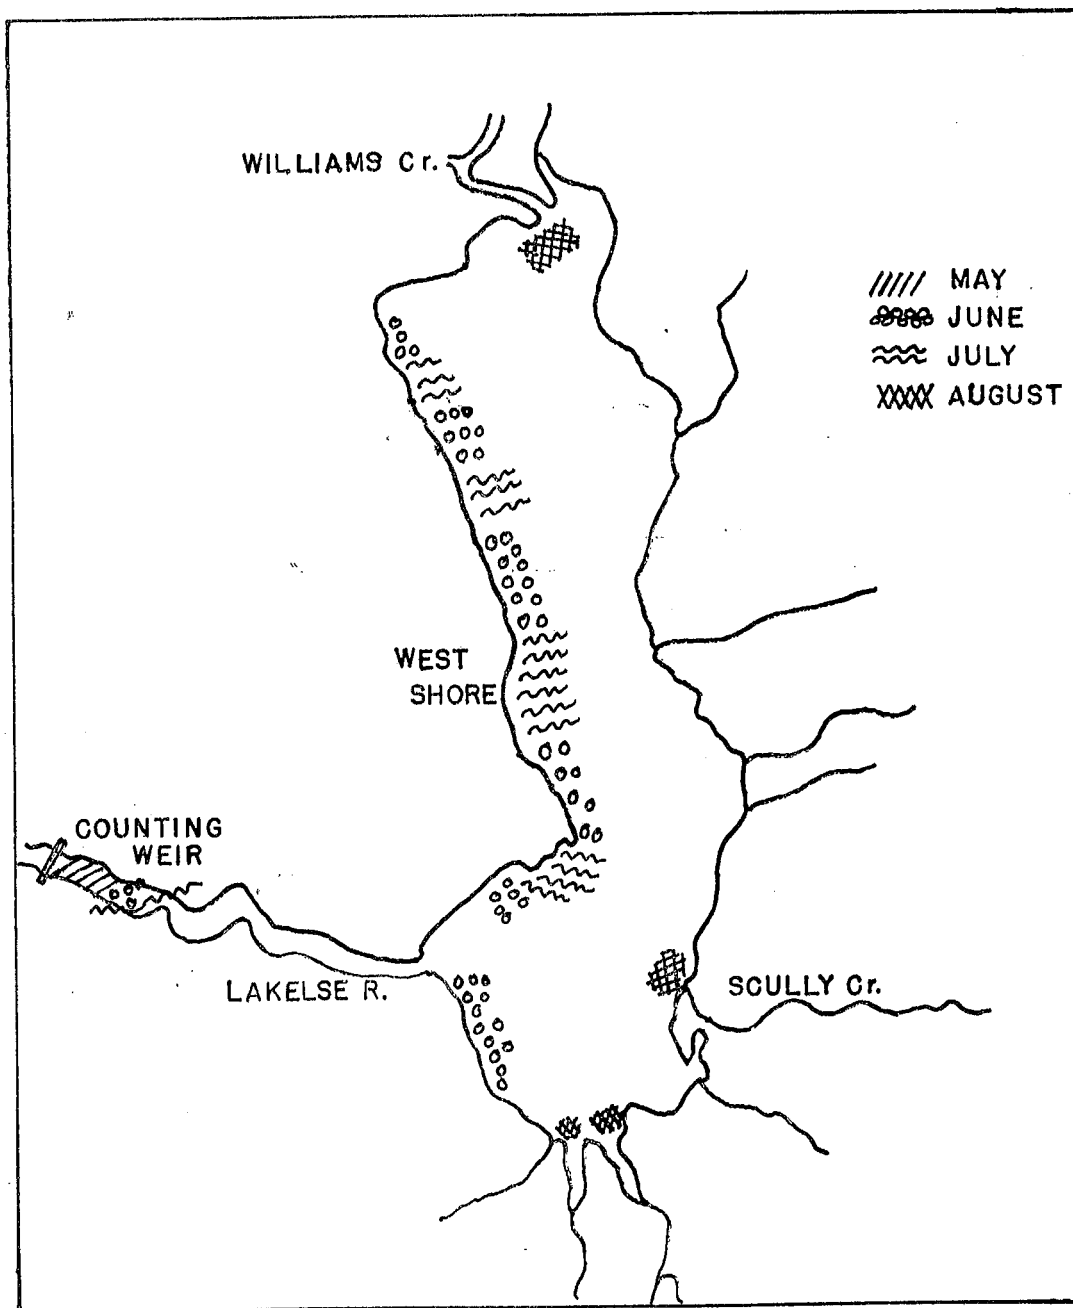 WILLIAMS Cr.
MAY
JUNE
JULY
AUGUST
WEST
SHORE
COUNTING
WEIR
LAKELSE R.
SCULLY Cr.